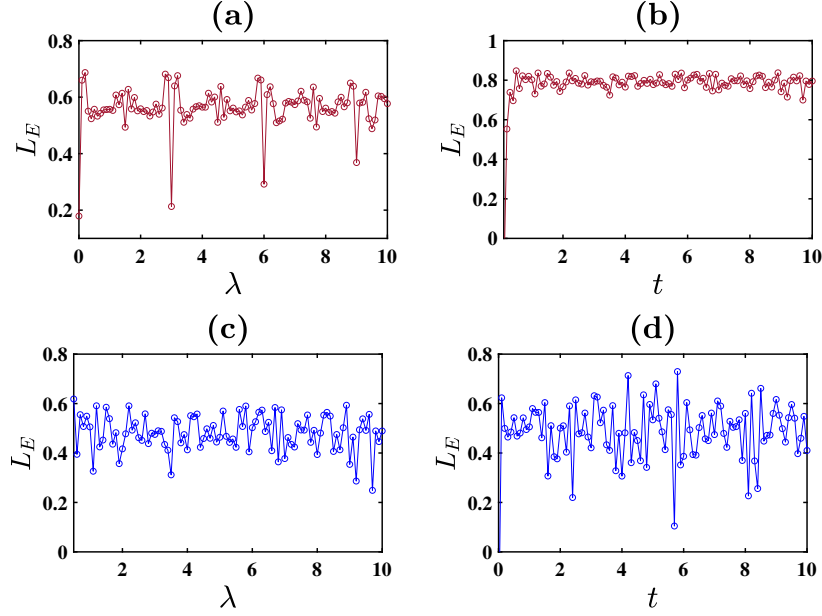 (a) (b)
0.8 1
0.6 0.8
L_E 0.6
0.4 L_E 0.4
0.2 0.2
0
0 2 4 6 8 10 2 4 6 8 10
λ t
(c) (d)
0.8 0.8
0.6 0.6
L_E 0.4 L_E 0.4
0.2 0.2
0 0
2 4 6 8 10 0 2 4 6 8 10
λ t